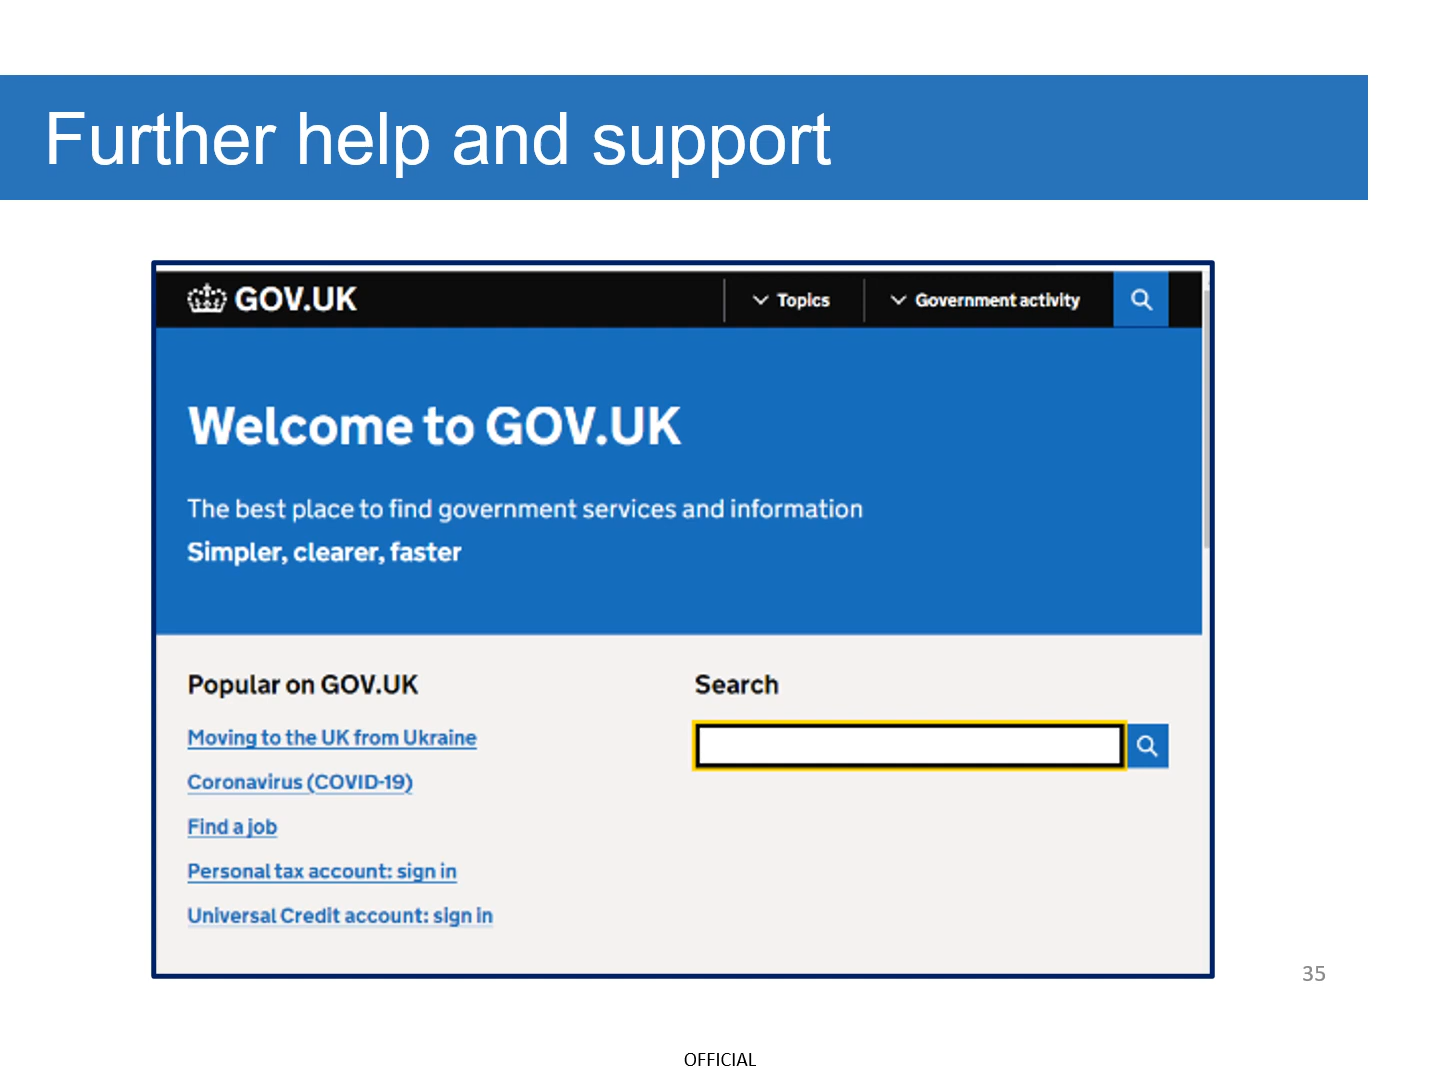 Further help and support
GOV.UK
Topics
Government activity
Welcome to GOV.UK
The best place to find government services and information
Simpler, clearer, faster
Popular on GOV.UK
Moving to the UK from Ukraine
Coronavirus (COVID-19)
Find a job
Personal tax account: sign in
Universal Credit account: sign in
Search
35
OFFICIAL